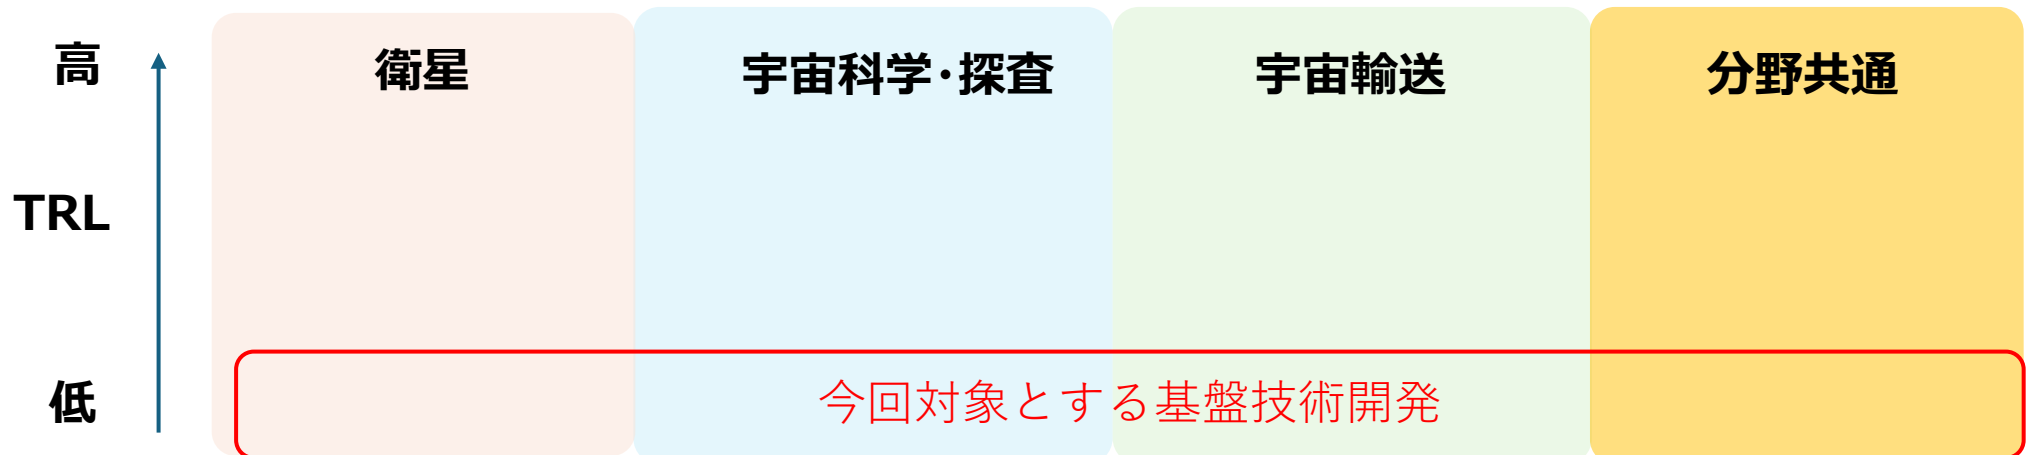 高
衛星
宇宙科学・探査
宇宙輸送
分野共通
TRL
低
今回対象とする基盤技術開発